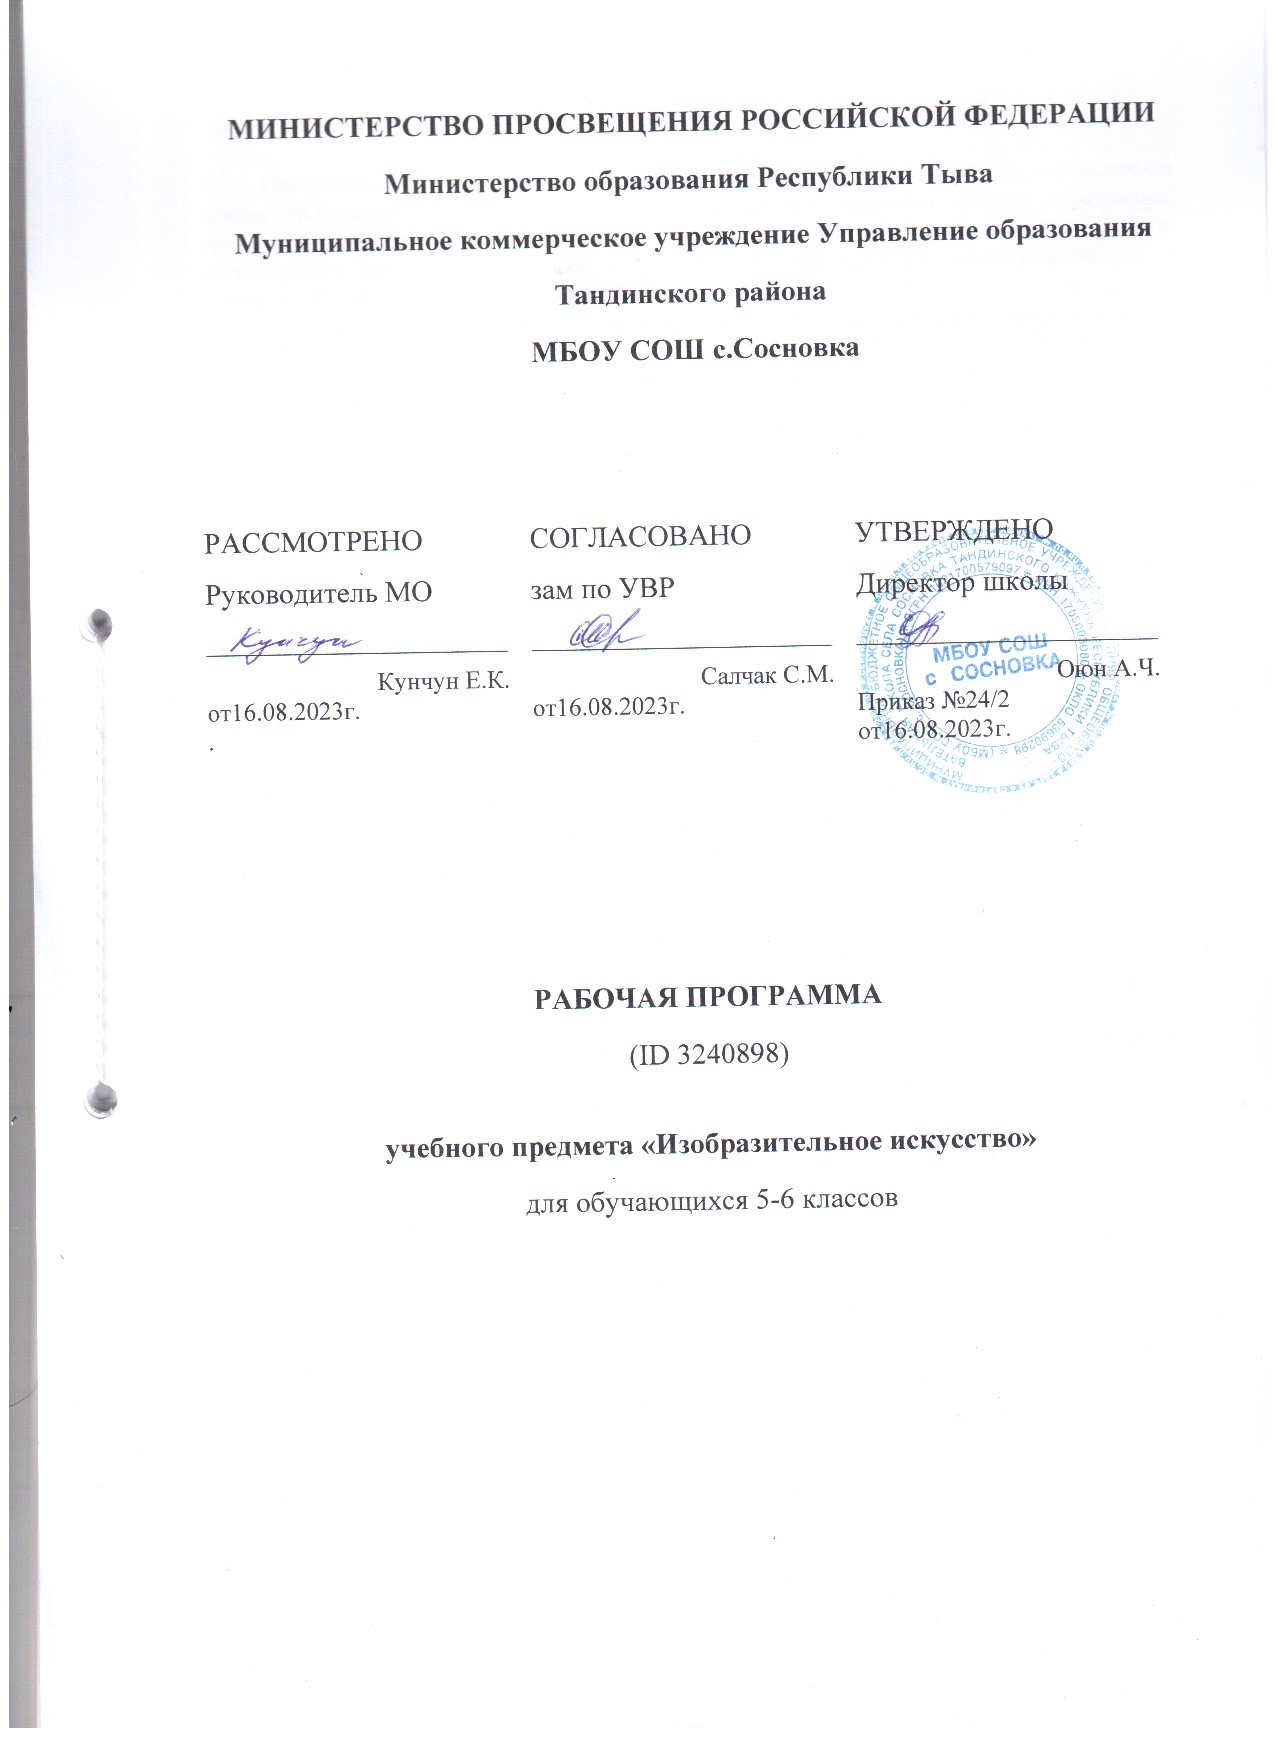 МИНИСТЕРСТВО ПРОСВЕЩЕНИЯ РОССИЙСКОЙ ФЕДЕРАЦИИ
Министерство образования Республики Тыва
Муниципальное коммерческое учреждение Управление образования
Тандинского района
МБОУ СОШ с.Сосновка
РАССМОТРЕНО
Руководитель МО
Кунчун
Кунчун Е.К.
от16.08.2023г.
.
СОГЛАСОВАНО
зам по УВР
Салчак С.М.
от16.08.2023г.
УТВЕРЖДЕНО
Директор школы
МБОУ СОШ
с СОСНОВКА
Оюн А.Ч.
Приказ №24/2
от16.08.2023г.
РАБОЧАЯ ПРОГРАММА
(ID 3240898)
учебного предмета «Изобразительное искусство»
для обучающихся 5-6 классов